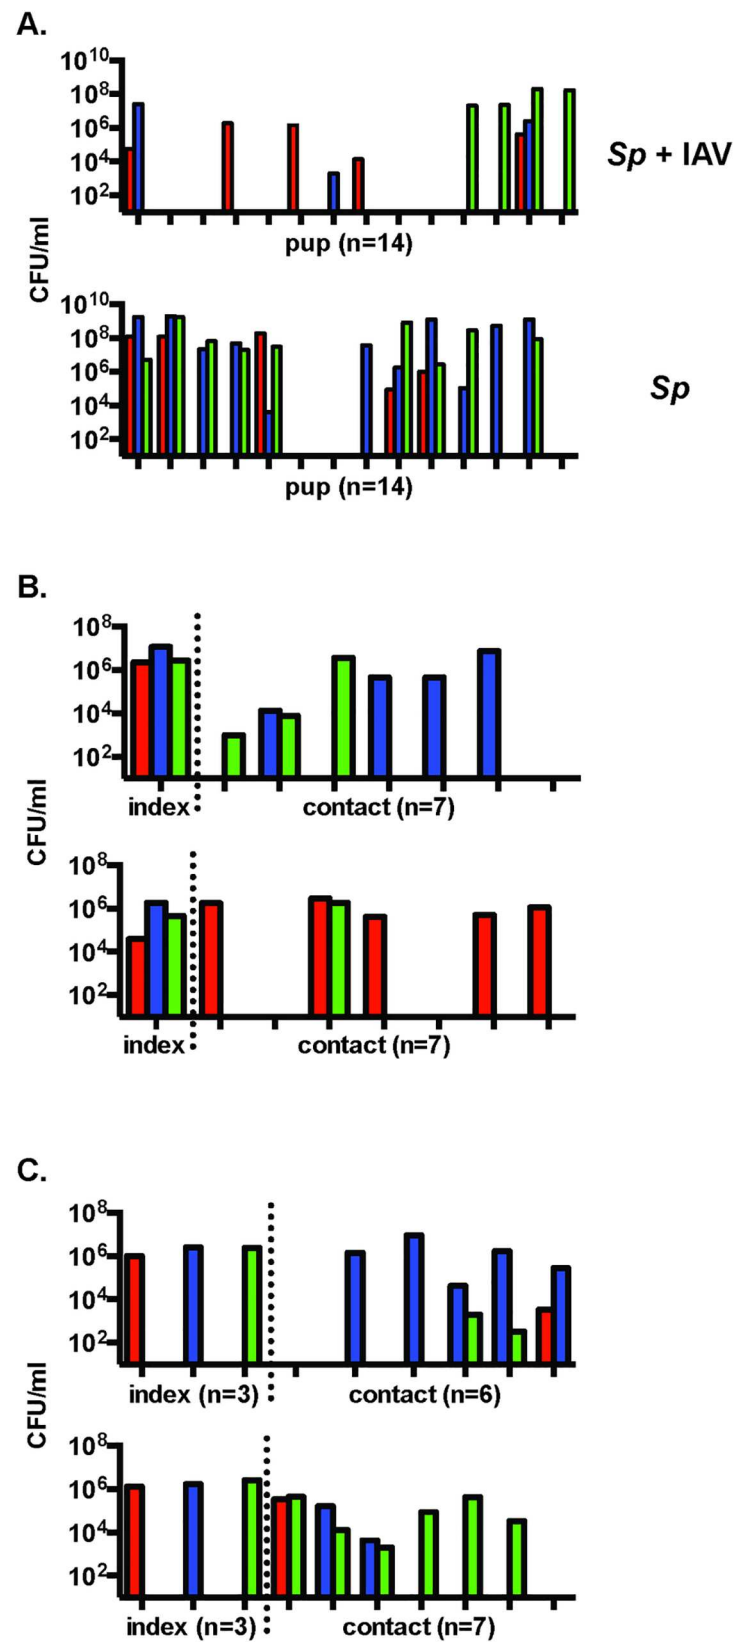 A.
10^10
10^8
10^6
10^4
10^2
Sp + IAV
pup (n=14)
CFU/ml
10^10
10^8
10^6
10^4
10^2
Sp
pup (n=14)
B.
10^8
10^6
10^4
10^2
index
contact (n=7)
CFU/ml
10^8
10^6
10^4
10^2
index
contact (n=7)
C.
10^8
10^6
10^4
10^2
index (n=3)
contact (n=6)
CFU/ml
10^8
10^6
10^4
10^2
index (n=3)
contact (n=7)